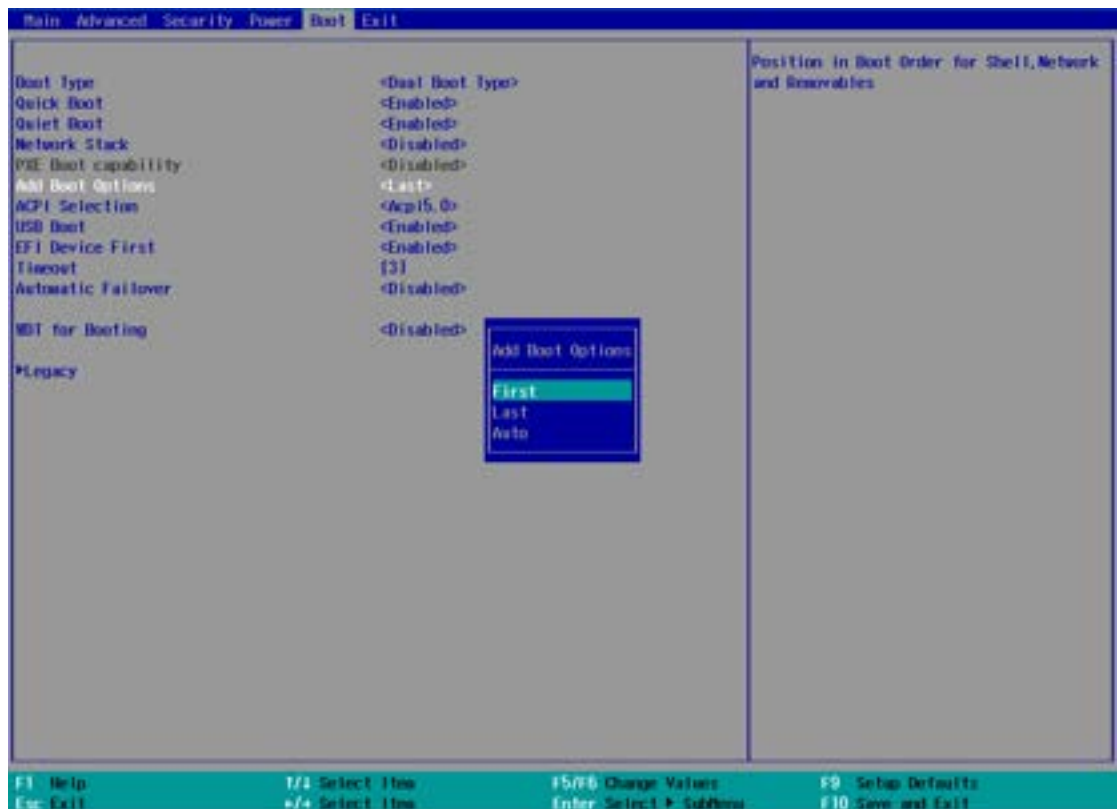 Main Advanced Security Power Boot Exit
Boot Type <Dual Boot Type>
Quick Boot <Enabled>
Quiet Boot <Enabled>
Network Stack <Disabled>
PXE Boot capability <Disabled>
Add Boot Options <Last>
ACPI Selection <Acpi5.0>
USB Boot <Enabled>
EFI Device First <Enabled>
Timeout [3]
Automatic Failover <Disabled>
WDT for Booting <Disabled>
▶Legacy
Add Boot Options
First
Last
Auto
Position in Boot Order for Shell,Network
and Removables
F1 Help ↑/↓ Select Item F5/F6 Change Values F9 Setup Defaults
Esc Exit ←/→ Select Item Enter Select ▶ SubMenu F10 Save and Exit